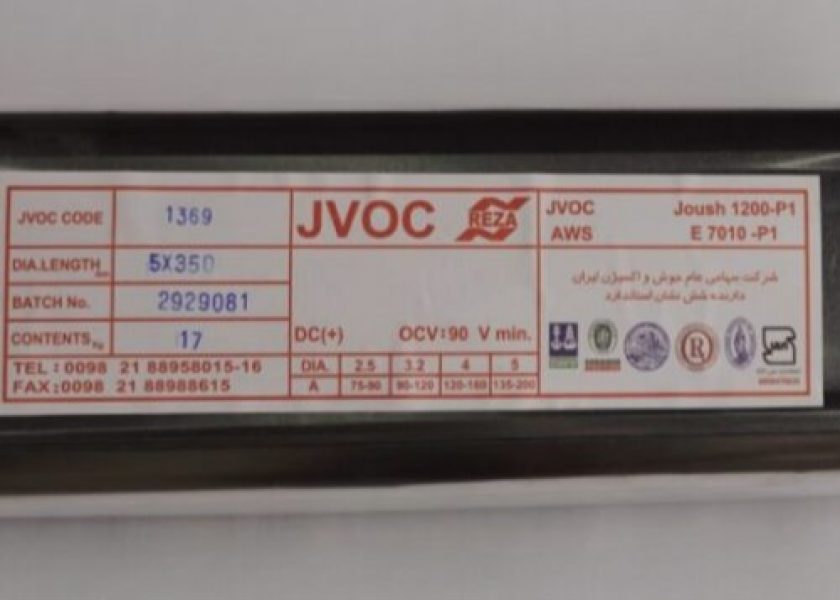 JVOC CODE 1369
DIA.LENGTH 5X350
BATCH No. 2929081
CONTENTS Kg 17
TEL : 0098 21 88958015-16
FAX:0098 21 88988615
JVOC REZA
DC(+) OCV:90 V min.
DIA. 2.5 3.2 4 5
A 75-90 90-120 120-160 135-200
JVOC Joush 1200-P1
AWS E 7010 -P1
شرکت سهامی عام جوش و اکسیژن ایران
دارنده شش نشان استاندارد
R